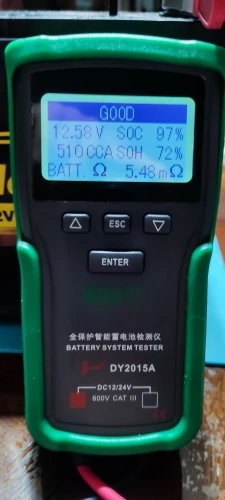 GOOD
12.58V SOC 97%
510CCA SOH 72%
BATT. Ω 5.48mΩ
ESC
ENTER
全保护智能蓄电池检测仪
BATTERY SYSTEM TESTER
DY2015A
DC12/24V
600V CAT III